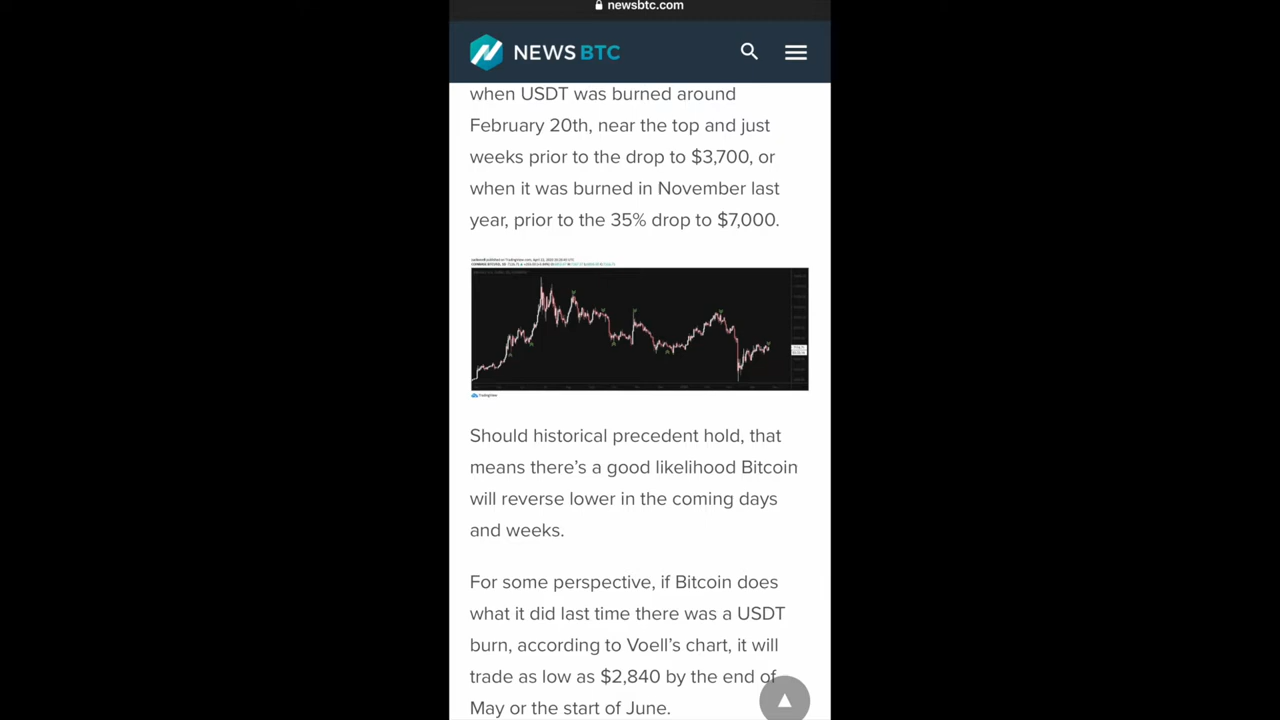 newsbtc.com
NEWS BTC
when USDT was burned around
February 20th, near the top and just
weeks prior to the drop to $3,700, or
when it was burned in November last
year, prior to the 35% drop to $7,000.
TradingView
Should historical precedent hold, that
means there’s a good likelihood Bitcoin
will reverse lower in the coming days
and weeks.
For some perspective, if Bitcoin does
what it did last time there was a USDT
burn, according to Voell’s chart, it will
trade as low as $2,840 by the end of
May or the start of June.